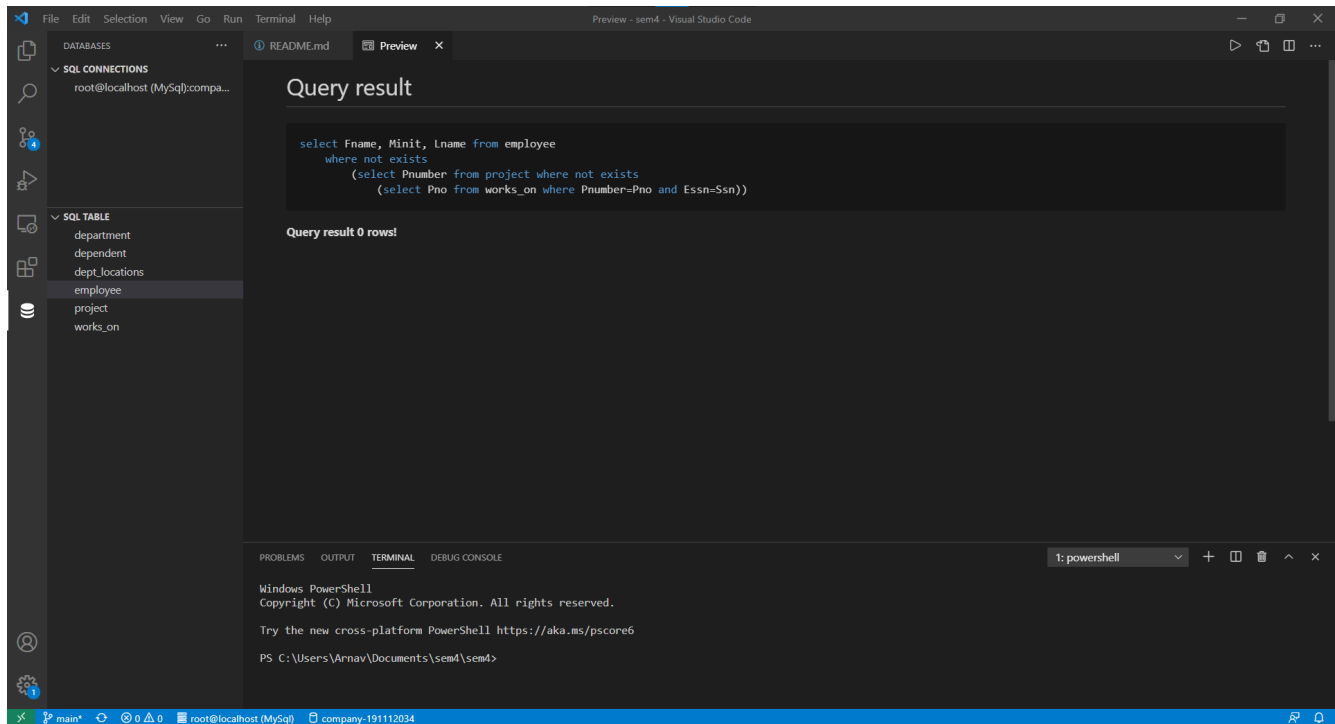 File Edit Selection View Go Run Terminal Help
Preview - sem4 - Visual Studio Code
DATABASES
README.md
Preview
SQL CONNECTIONS
root@localhost (MySql):compa...
Query result
select Fname, Minit, Lname from employee
where not exists
(select Pnumber from project where not exists
(select Pno from works_on where Pnumber=Pno and Essn=Ssn))
4
SQL TABLE
department
dependent
dept_locations
employee
project
works_on
Query result 0 rows!
PROBLEMS OUTPUT TERMINAL DEBUG CONSOLE
1: powershell
Windows PowerShell
Copyright (C) Microsoft Corporation. All rights reserved.
Try the new cross-platform PowerShell https://aka.ms/pscore6
PS C:\Users\Arnav\Documents\sem4\sem4>
1
main* 0 0 root@localhost (MySql) company-191112034